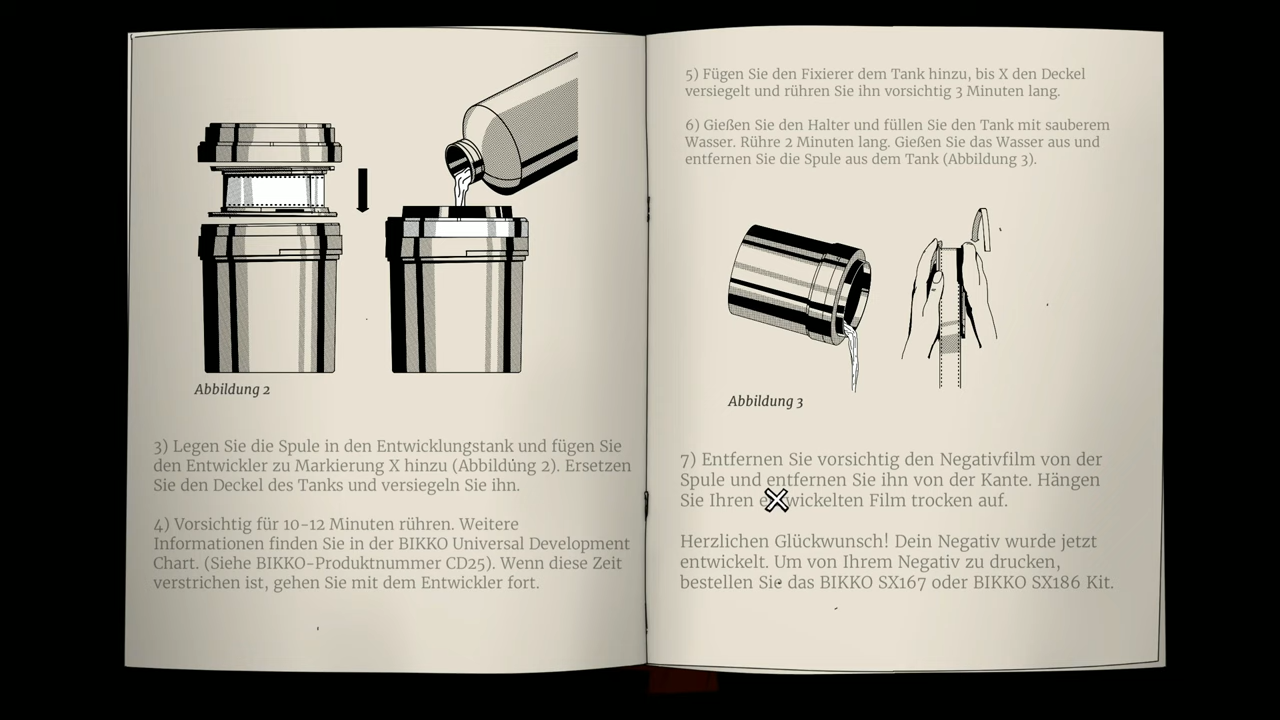 Abbildung 2
3) Legen Sie die Spule in den Entwicklungstank und fügen Sie
den Entwickler zu Markierung X hinzu (Abbildung 2). Ersetzen
Sie den Deckel des Tanks und versiegeln Sie ihn.
4) Vorsichtig für 10-12 Minuten rühren. Weitere
Informationen finden Sie in der BIKKO Universal Development
Chart. (Siehe BIKKO-Produktnummer CD25). Wenn diese Zeit
verstrichen ist, gehen Sie mit dem Entwickler fort.
5) Fügen Sie den Fixierer dem Tank hinzu, bis X den Deckel
versiegelt und rühren Sie ihn vorsichtig 3 Minuten lang.
6) Gießen Sie den Halter und füllen Sie den Tank mit sauberem
Wasser. Rühre 2 Minuten lang. Gießen Sie das Wasser aus und
entfernen Sie die Spule aus dem Tank (Abbildung 3).
Abbildung 3
7) Entfernen Sie vorsichtig den Negativfilm von der
Spule und entfernen Sie ihn von der Kante. Hängen
Sie Ihren entwickelten Film trocken auf.
Herzlichen Glückwunsch! Dein Negativ wurde jetzt
entwickelt. Um von Ihrem Negativ zu drucken,
bestellen Sie das BIKKO SX167 oder BIKKO SX186 Kit.